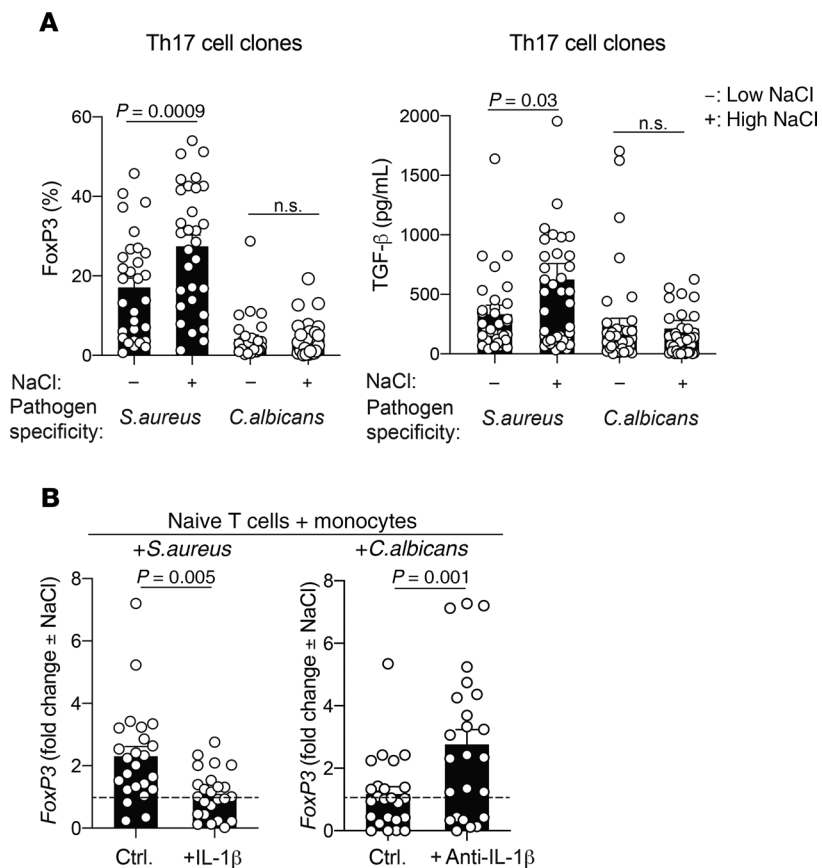 A
Th17 cell clones
Th17 cell clones
−: Low NaCl
+: High NaCl
P = 0.0009
n.s.
FoxP3 (%)
60
40
20
0
NaCl: − + − +
Pathogen
specificity: S.aureus C.albicans
P = 0.03
n.s.
TGF-β (pg/mL)
2000
1500
1000
500
0
NaCl: − + − +
Pathogen
specificity: S.aureus C.albicans
B
Naive T cells + monocytes
+S.aureus
+C.albicans
P = 0.005
FoxP3 (fold change ± NaCl)
8
6
4
2
0
Ctrl. +IL-1β
P = 0.001
FoxP3 (fold change ± NaCl)
8
6
4
2
0
Ctrl. + Anti-IL-1β